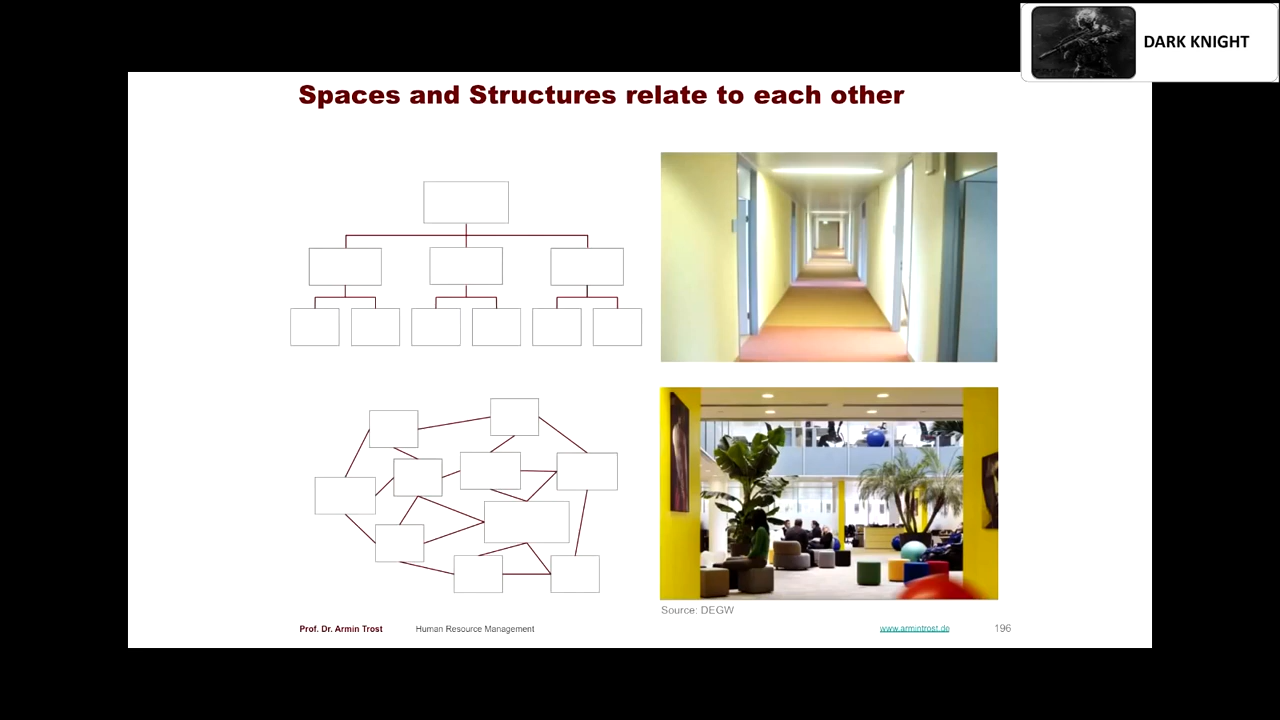 DARK KNIGHT
Spaces and Structures relate to each other
Source: DEGW
Prof. Dr. Armin Trost
Human Resource Management
www.armintrost.de
196